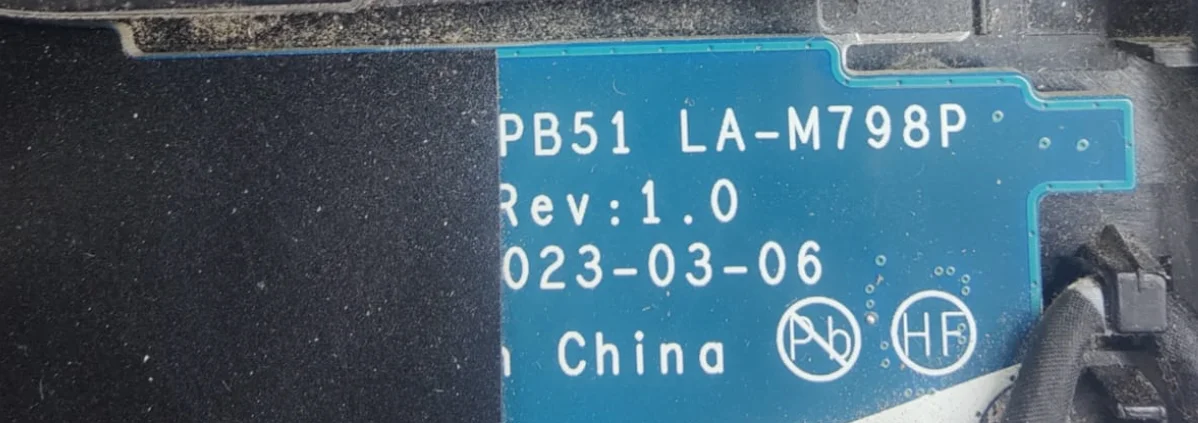 PB51 LA-M798P
Rev:1.0
023-03-06
China
Pb
HF